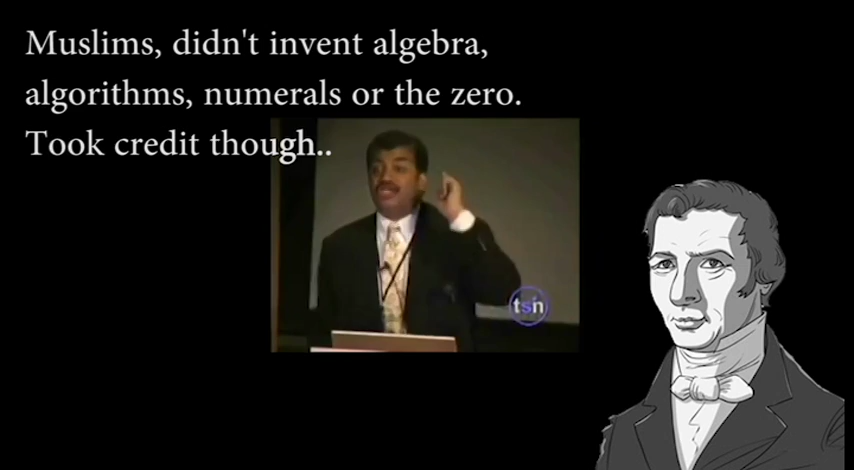 Muslims, didn't invent algebra,
algorithms, numerals or the zero.
Took credit though..
tsn